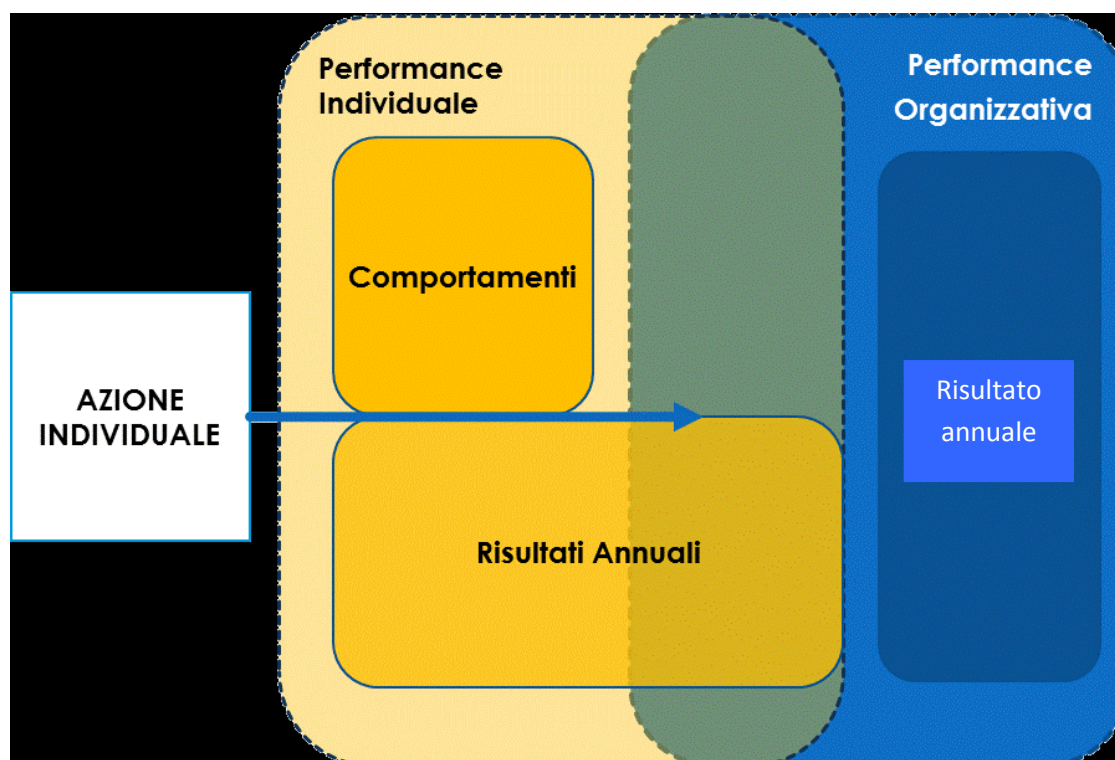 Performance
Individuale
Performance
Organizzativa
Comportamenti
AZIONE
INDIVIDUALE
Risultato
annuale
Risultati Annuali